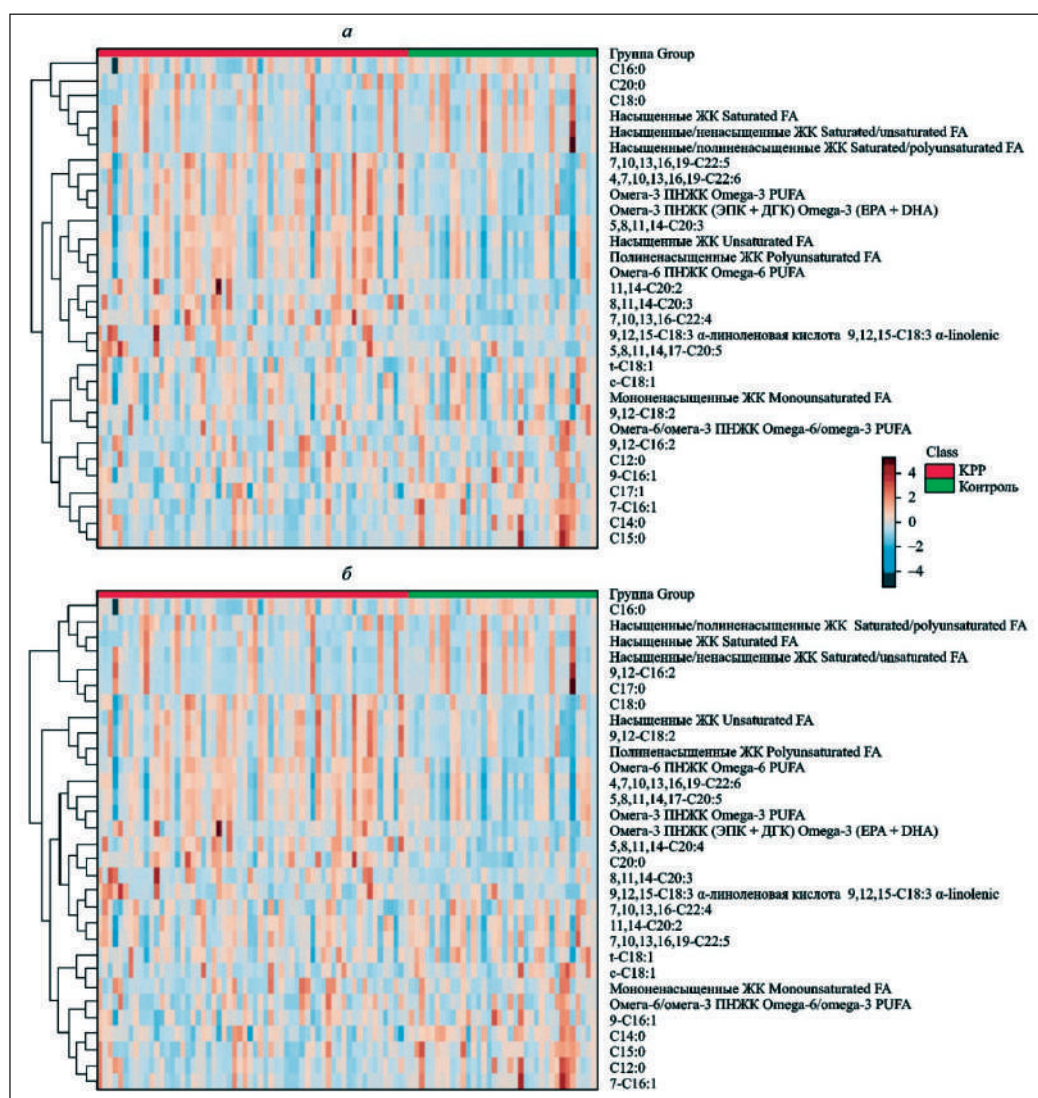 а
Группа Group
C16:0
C20:0
C18:0
Насыщенные ЖК Saturated FA
Насыщенные/ненасыщенные ЖК Saturated/unsaturated FA
Насыщенные/полиненасыщенные ЖК Saturated/polyunsaturated FA
7,10,13,16,19-C22:5
4,7,10,13,16,19-C22:6
Омега-3 ПНЖК Omega-3 PUFA
Омега-3 ПНЖК (ЭПК + ДГК) Omega-3 (EPA + DHA)
5,8,11,14-C20:3
Насыщенные ЖК Unsaturated FA
Полиненасыщенные ЖК Polyunsaturated FA
Омега-6 ПНЖК Omega-6 PUFA
11,14-C20:2
8,11,14-C20:3
7,10,13,16-C22:4
9,12,15-C18:3 α-линоленовая кислота 9,12,15-C18:3 α-linolenic
5,8,11,14,17-C20:5
t-C18:1
c-C18:1
Мононенасыщенные ЖК Monounsaturated FA
9,12-C18:2
Омега-6/омега-3 ПНЖК Omega-6/omega-3 PUFA
9,12-C16:2
C12:0
9-C16:1
C17:1
7-C16:1
C14:0
C15:0
Class
КРР
Контроль
4
2
0
−2
−4
б
Группа Group
C16:0
Насыщенные/полиненасыщенные ЖК Saturated/polyunsaturated FA
Насыщенные ЖК Saturated FA
Насыщенные/ненасыщенные ЖК Saturated/unsaturated FA
9,12-C16:2
C17:0
C18:0
Насыщенные ЖК Unsaturated FA
9,12-C18:2
Полиненасыщенные ЖК Polyunsaturated FA
Омега-6 ПНЖК Omega-6 PUFA
4,7,10,13,16,19-C22:6
5,8,11,14,17-C20:5
Омега-3 ПНЖК Omega-3 PUFA
Омега-3 ПНЖК (ЭПК + ДГК) Omega-3 (EPA + DHA)
5,8,11,14-C20:4
C20:0
8,11,14-C20:3
9,12,15-C18:3 α-линоленовая кислота 9,12,15-C18:3 α-linolenic
7,10,13,16-C22:4
11,14-C20:2
7,10,13,16,19-C22:5
t-C18:1
c-C18:1
Мононенасыщенные ЖК Monounsaturated FA
Омега-6/омега-3 ПНЖК Omega-6/omega-3 PUFA
9-C16:1
C14:0
C15:0
C12:0
7-C16:1